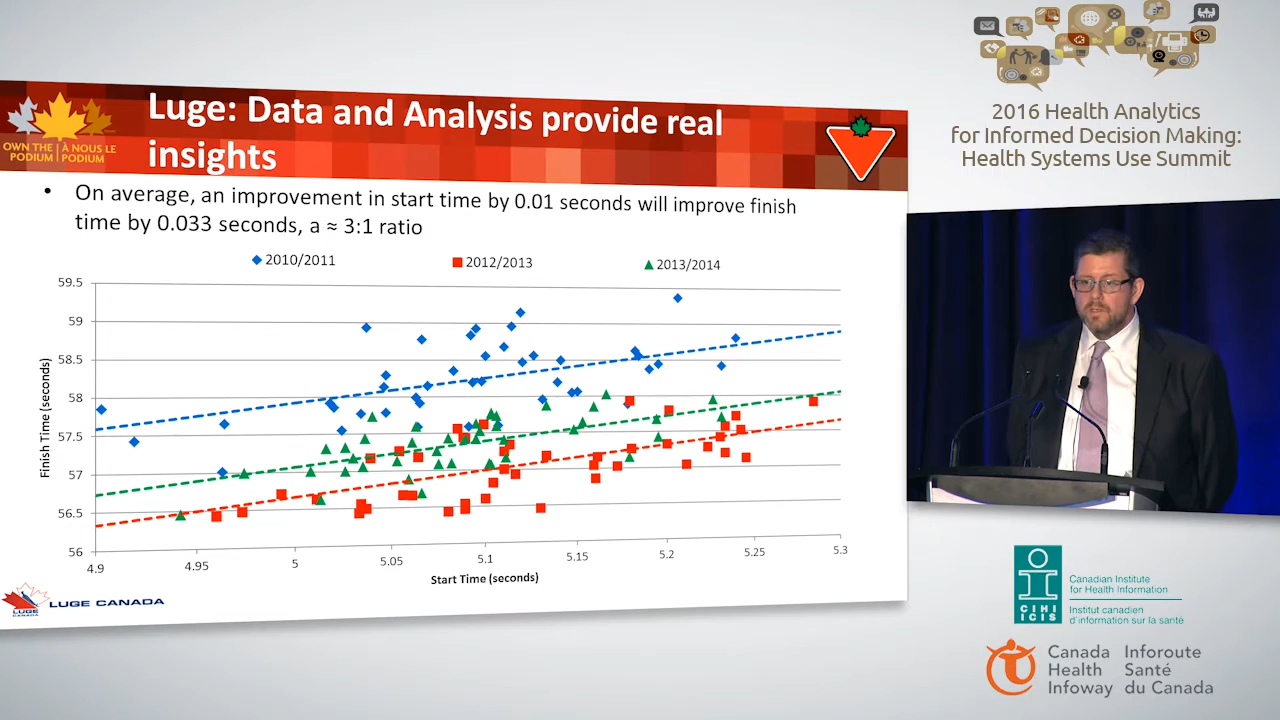 2016 Health Analytics
for Informed Decision Making:
Health Systems Use Summit
OWN THE PODIUM
À NOUS LE PODIUM
Luge: Data and Analysis provide real
insights
• On average, an improvement in start time by 0.01 seconds will improve finish
time by 0.033 seconds, a ≈ 3:1 ratio
2010/2011
2012/2013
2013/2014
Finish Time (seconds)
59.5
59
58.5
58
57.5
57
56.5
56
4.9
4.95
5
5.05
5.1
5.15
5.2
5.25
5.3
Start Time (seconds)
LUGE
CANADA
LUGE CANADA
CIHI
ICIS
Canadian Institute
for Health Information
Institut canadien
d'information sur la santé
Canada
Health
Infoway
Inforoute
Santé
du Canada